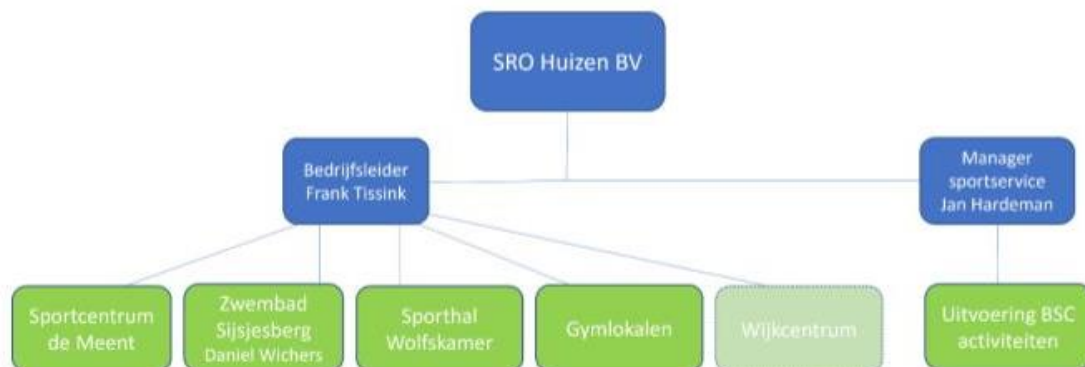 SRO Huizen BV
Bedrijfsleider
Frank Tissink
Manager
sportservice
Jan Hardeman
Sportcentrum
de Meent
Zwembad
Sijsjesberg
Daniel Wichers
Sporthal
Wolfskamer
Gymlokalen
Wijkcentrum
Uitvoering BSC
activiteiten